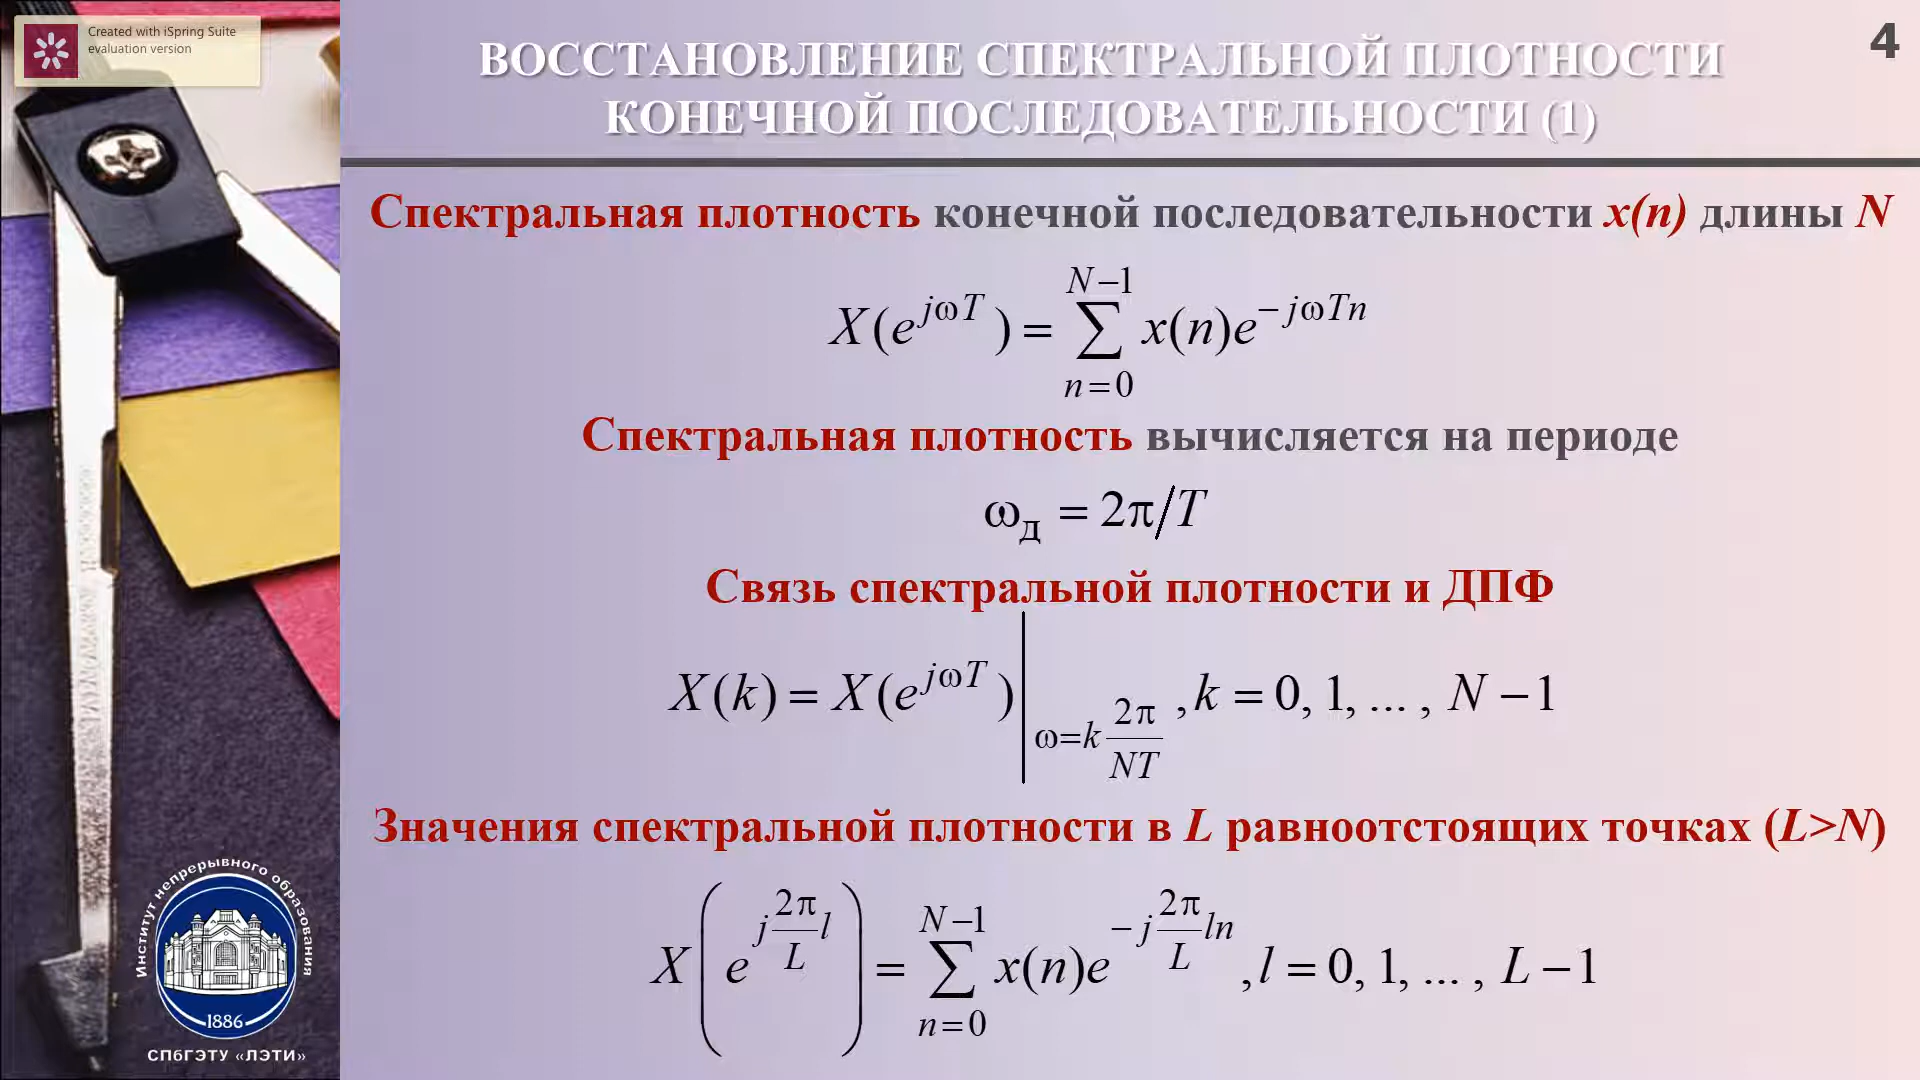 Created with iSpring Suite
evaluation version
4
ВОССТАНОВЛЕНИЕ СПЕКТРАЛЬНОЙ ПЛОТНОСТИ
КОНЕЧНОЙ ПОСЛЕДОВАТЕЛЬНОСТИ (1)
Спектральная плотность конечной последовательности x(n) длины N
X(e^{jωT}) = ∑_{n=0}^{N−1} x(n)e^{−jωTn}
Спектральная плотность вычисляется на периоде
ω_д = 2π/T
Связь спектральной плотности и ДПФ
X(k) = X(e^{jωT})|_{ω=k\frac{2π}{NT}}, k = 0, 1, ... , N −1
Значения спектральной плотности в L равноотстоящих точках (L>N)
X(e^{j\frac{2π}{L}l}) = ∑_{n=0}^{N−1} x(n)e^{−j\frac{2π}{L}ln}, l = 0, 1, ... , L −1
Институт непрерывного образования
1886
СПбГЭТУ «ЛЭТИ»